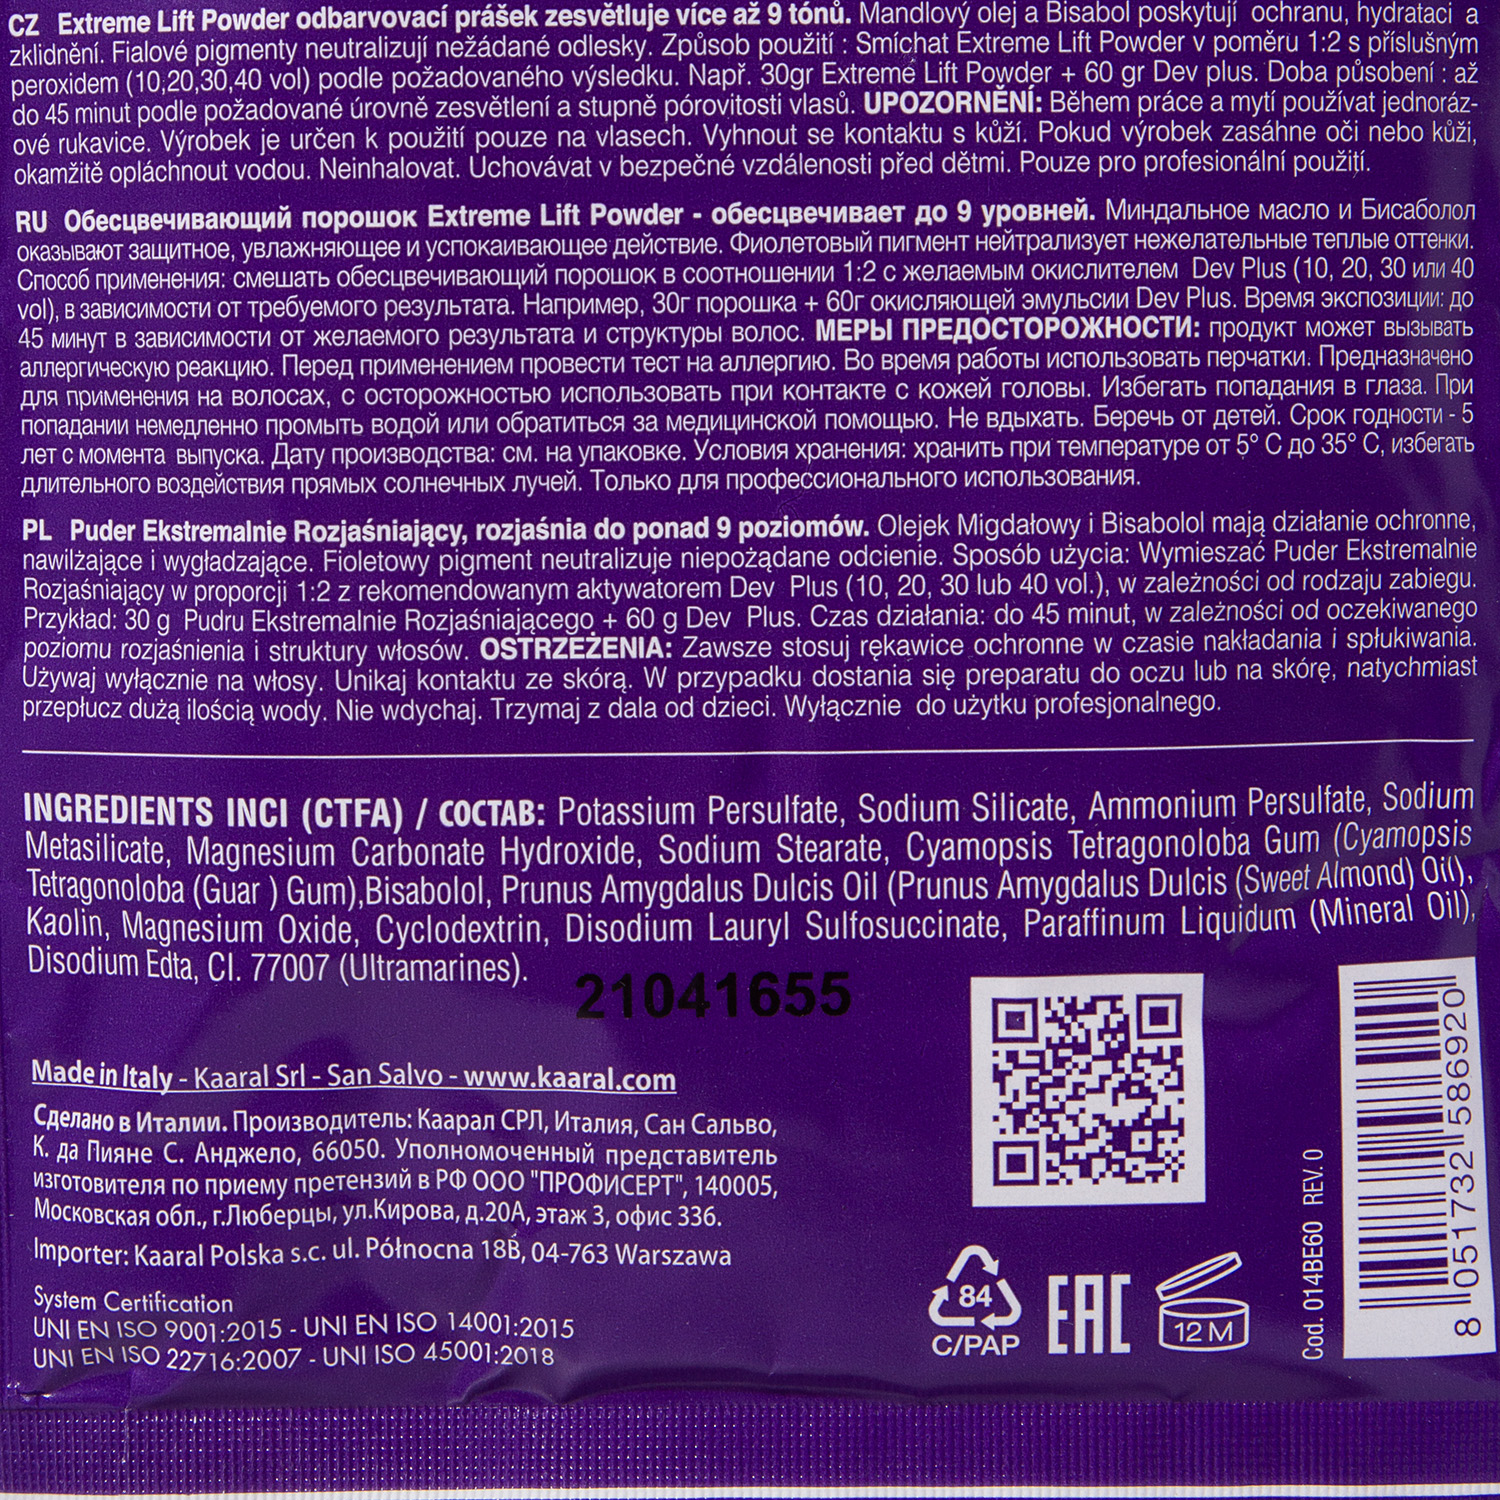 CZ Extreme Lift Powder odbarvovací prášek zesvětluje více až 9 tónů. Mandlový olej a Bisabol poskytují ochranu, hydrataci a
zklidnění. Fialové pigmenty neutralizují nežádané odlesky. Způsob použití : Smíchat Extreme Lift Powder v poměru 1:2 s příslušným
peroxidem (10,20,30,40 vol) podle požadovaného výsledku. Např. 30gr Extreme Lift Powder + 60 gr Dev plus. Doba působení : až
do 45 minut podle požadované úrovně zesvětlení a stupně pórovitosti vlasů. UPOZORNĚNÍ: Během práce a mytí používat jednoráz-
ové rukavice. Výrobek je určen k použití pouze na vlasech. Vyhnout se kontaktu s kůží. Pokud výrobek zasáhne oči nebo kůži,
okamžitě opláchnout vodou. Neinhalovat. Uchovávat v bezpečné vzdálenosti před dětmi. Pouze pro profesionální použití.
RU Обесцвечивающий порошок Extreme Lift Powder - обесцвечивает до 9 уровней. Миндальное масло и Бисаболол
оказывают защитное, увлажняющее и успокаивающее действие. Фиолетовый пигмент нейтрализует нежелательные теплые оттенки.
Способ применения: смешать обесцвечивающий порошок в соотношении 1:2 с желаемым окислителем Dev Plus (10, 20, 30 или 40
vol), в зависимости от требуемого результата. Например, 30г порошка + 60г окисляющей эмульсии Dev Plus. Время экспозиции: до
45 минут в зависимости от желаемого результата и структуры волос. МЕРЫ ПРЕДОСТОРОЖНОСТИ: продукт может вызывать
аллергическую реакцию. Перед применением провести тест на аллергию. Во время работы использовать перчатки. Предназначено
для применения на волосах, с осторожностью использовать при контакте с кожей головы. Избегать попадания в глаза. При
попадании немедленно промыть водой или обратиться за медицинской помощью. Не вдыхать. Беречь от детей. Срок годности - 5
лет с момента выпуска. Дату производства: см. на упаковке. Условия хранения: хранить при температуре от 5° C до 35° C, избегать
длительного воздействия прямых солнечных лучей. Только для профессионального использования.
PL Puder Ekstremalnie Rozjaśniający, rozjaśnia do ponad 9 poziomów. Olejek Migdałowy i Bisabolol mają działanie ochronne,
nawilżające i wygładzające. Fioletowy pigment neutralizuje niepożądane odcienie. Sposób użycia: Wymieszać Puder Ekstremalnie
Rozjaśniający w proporcji 1:2 z rekomendowanym aktywatorem Dev Plus (10, 20, 30 lub 40 vol.), w zależności od rodzaju zabiegu.
Przykład: 30 g Pudru Ekstremalnie Rozjaśniającego + 60 g Dev Plus. Czas działania: do 45 minut, w zależności od oczekiwanego
poziomu rozjaśnienia i struktury włosów. OSTRZEŻENIA: Zawsze stosuj rękawice ochronne w czasie nakładania i spłukiwania.
Używaj wyłącznie na włosy. Unikaj kontaktu ze skórą. W przypadku dostania się preparatu do oczu lub na skórę, natychmiast
przepłucz dużą ilością wody. Nie wdychaj. Trzymaj z dala od dzieci. Wyłącznie do użytku profesjonalnego.
INGREDIENTS INCI (CTFA) / СОСТАВ: Potassium Persulfate, Sodium Silicate, Ammonium Persulfate, Sodium
Metasilicate, Magnesium Carbonate Hydroxide, Sodium Stearate, Cyamopsis Tetragonoloba Gum (Cyamopsis
Tetragonoloba (Guar ) Gum),Bisabolol, Prunus Amygdalus Dulcis Oil (Prunus Amygdalus Dulcis (Sweet Almond) Oil),
Kaolin, Magnesium Oxide, Cyclodextrin, Disodium Lauryl Sulfosuccinate, Paraffinum Liquidum (Mineral Oil),
Disodium Edta, CI. 77007 (Ultramarines).
21041655
Made in Italy - Kaaral Srl - San Salvo - www.kaaral.com
Сделано в Италии. Производитель: Каарал СРЛ, Италия, Сан Сальво,
К. да Пияне С. Анджело, 66050. Уполномоченный представитель
изготовителя по приему претензий в РФ ООО "ПРОФИСЕРТ", 140005,
Московская обл., г.Люберцы, ул.Кирова, д.20А, этаж 3, офис 336.
Importer: Kaaral Polska s.c. ul. Północna 18B, 04-763 Warszawa
System Certification
UNI EN ISO 9001:2015 - UNI EN ISO 14001:2015
UNI EN ISO 22716:2007 - UNI ISO 45001:2018
84
C/PAP
EAC
12 M
Cod. 014BE60 REV. 0
8 051732 586920